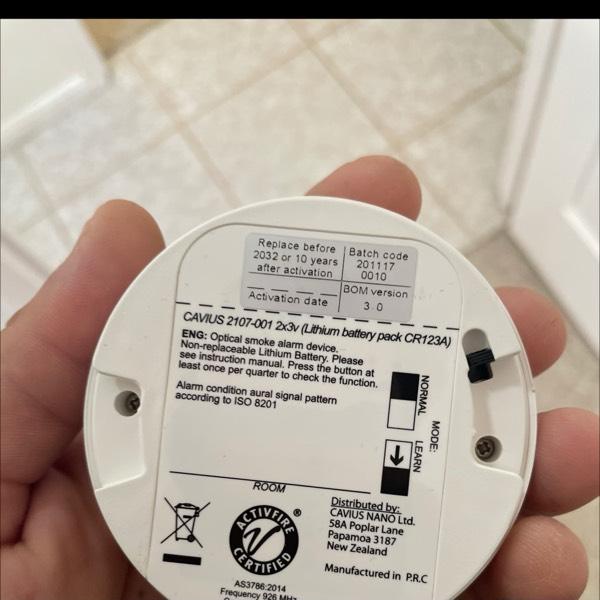 Replace before
2032 or 10 years
after activation
Batch code
201117
0010
Activation date
BOM version
3.0
CAVIUS 2107-001 2x3v (Lithium battery pack CR123A)
ENG: Optical smoke alarm device.
Non-replaceable Lithium Battery. Please
see instruction manual. Press the button at
least once per quarter to check the function.
Alarm condition aural signal pattern
according to ISO 8201
NORMAL
MODE:
LEARN
ROOM
ACTIVFIRE ®
CERTIFIED
Distributed by:
CAVIUS NANO Ltd.
58A Poplar Lane
Papamoa 3187
New Zealand
Manufactured in P.R.C
AS3786:2014
Frequency 926 MHz